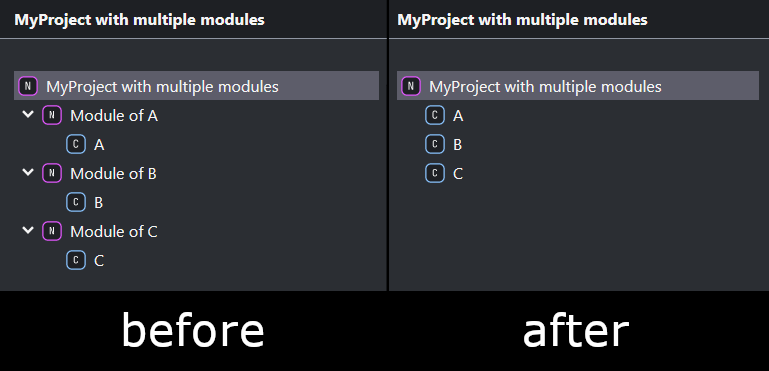 MyProject with multiple modules
N MyProject with multiple modules
N Module of A
C A
N Module of B
C B
N Module of C
C C
before
MyProject with multiple modules
N MyProject with multiple modules
C A
C B
C C
after